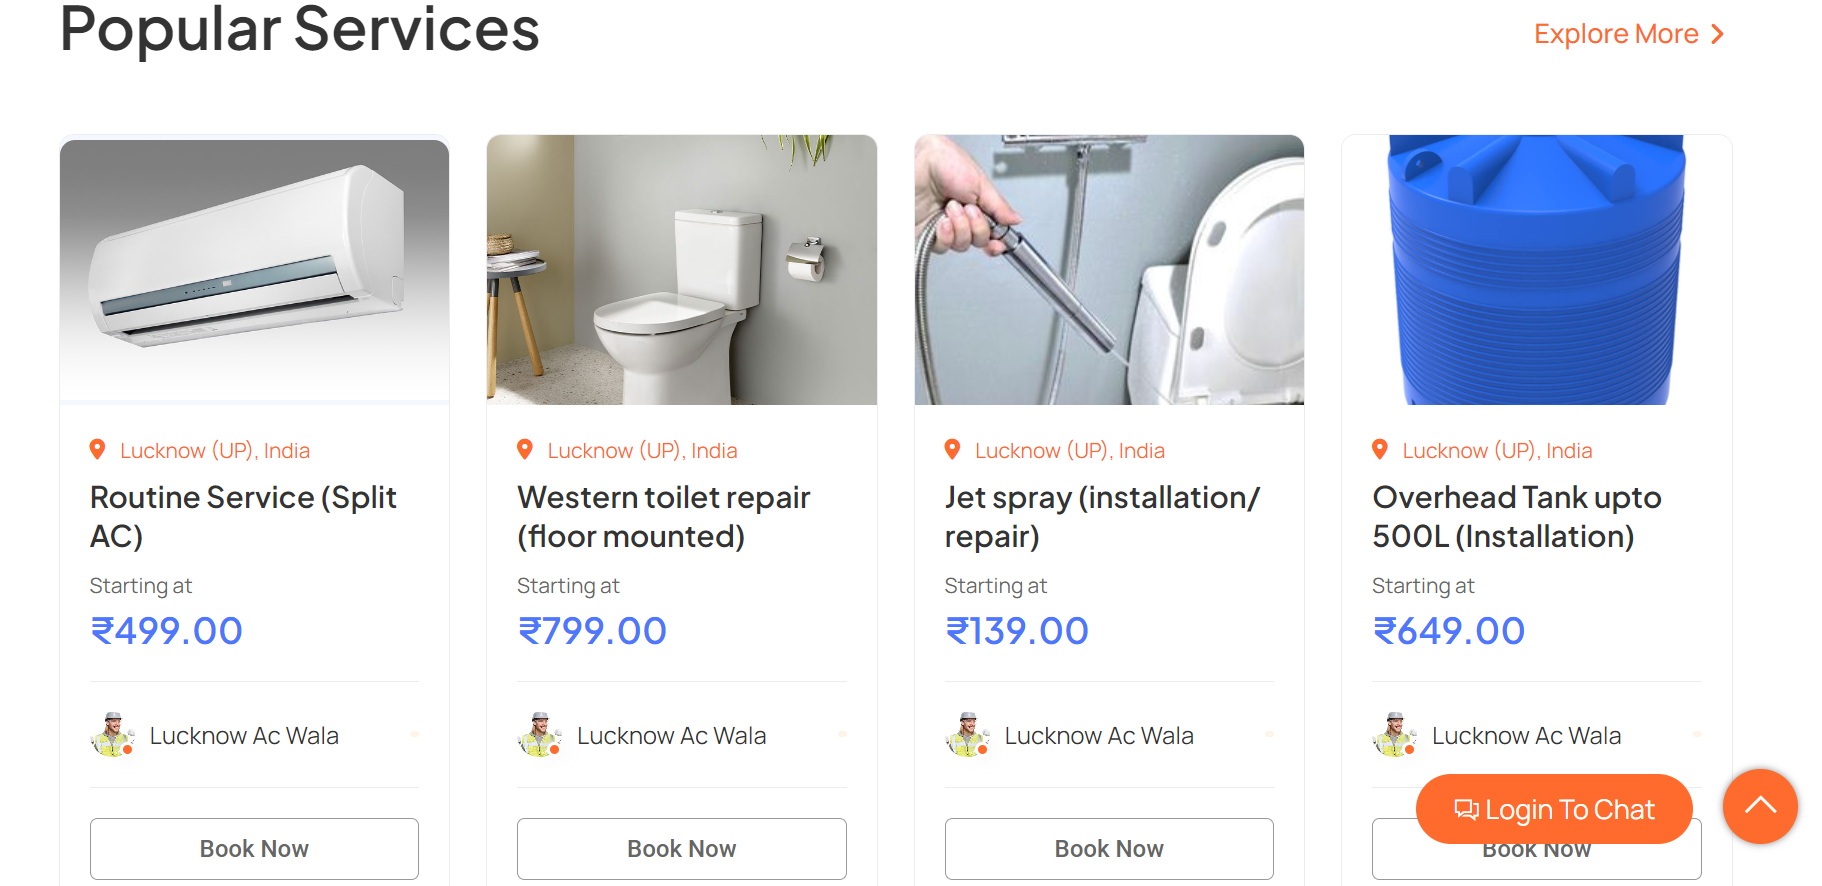 Popular Services
Explore More
Lucknow (UP), India
Routine Service (Split
AC)
Starting at
₹499.00
Lucknow Ac Wala
Book Now
Lucknow (UP), India
Western toilet repair
(floor mounted)
Starting at
₹799.00
Lucknow Ac Wala
Book Now
Lucknow (UP), India
Jet spray (installation/
repair)
Starting at
₹139.00
Lucknow Ac Wala
Book Now
Lucknow (UP), India
Overhead Tank upto
500L (Installation)
Starting at
₹649.00
Lucknow Ac Wala
Login To Chat
Book Now